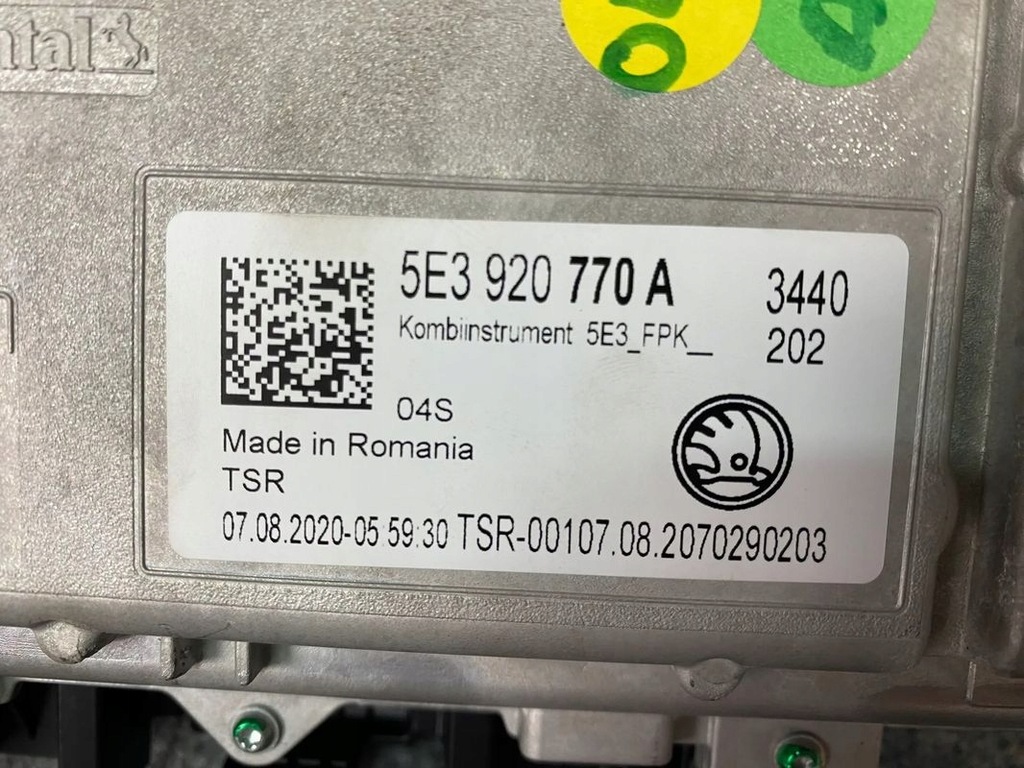 ntal
5E3 920 770 A
3440
Kombiinstrument 5E3_FPK__
202
04S
Made in Romania
TSR
07.08.2020-05:59:30 TSR-00107.08.2070290203